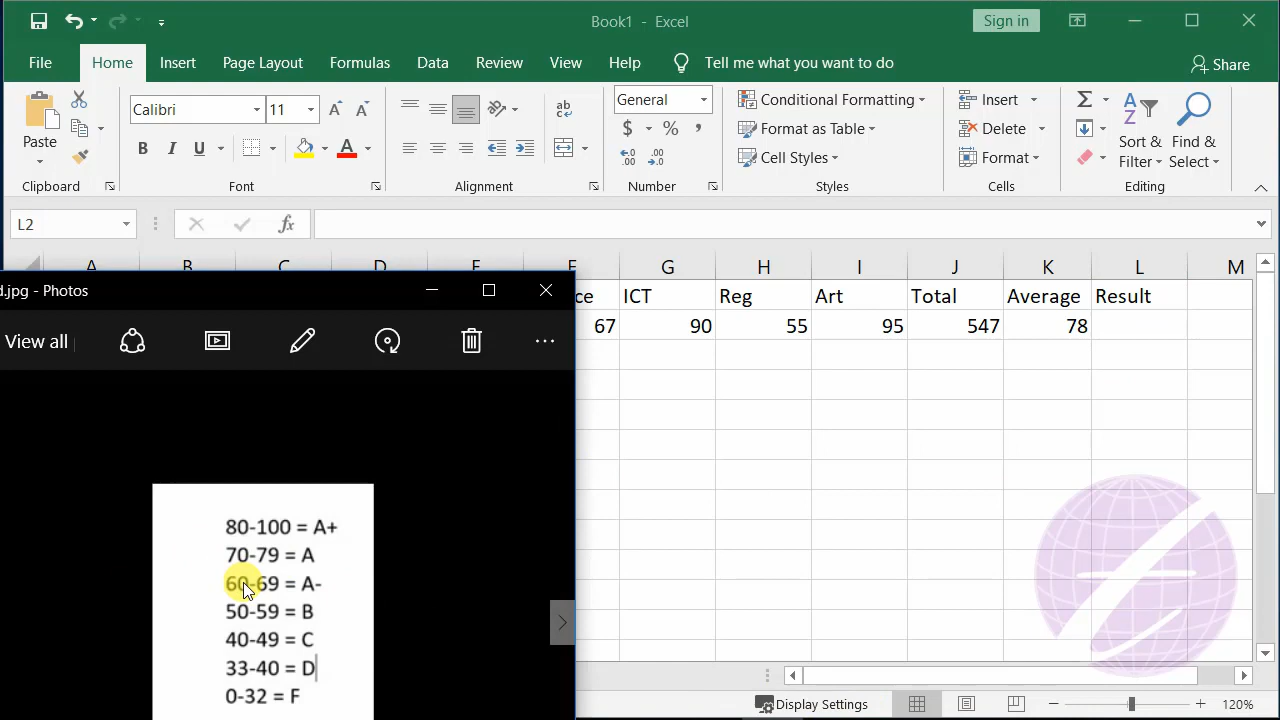 Book1 - Excel
Sign in
File Home Insert Page Layout Formulas Data Review View Help Tell me what you want to do Share
Paste
Clipboard
Calibri 11
B I U A
Font
ab
Alignment
General
$ % ,
Number
Conditional Formatting
Format as Table
Cell Styles
Styles
Insert
Delete
Format
Cells
Sort & Filter
Find & Select
Editing
L2 fx
A B C D E F G H I J K L M
ce ICT Reg Art Total Average Result
67 90 55 95 547 78
d.jpg - Photos
View all
80-100 = A+
70-79 = A
60-69 = A-
50-59 = B
40-49 = C
33-40 = D
0-32 = F
Display Settings 120%